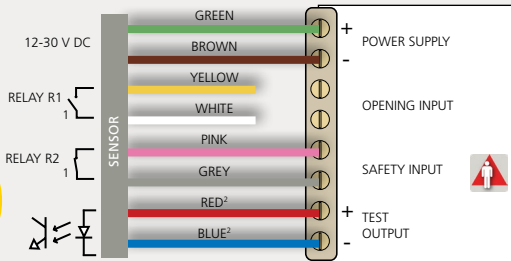 GREEN
12-30 V DC
+
POWER SUPPLY
BROWN
-
YELLOW
RELAY R1
1
OPENING INPUT
WHITE
SENSOR
PINK
RELAY R2
1
SAFETY INPUT
GREY
RED²
+
TEST
OUTPUT
BLUE²
-